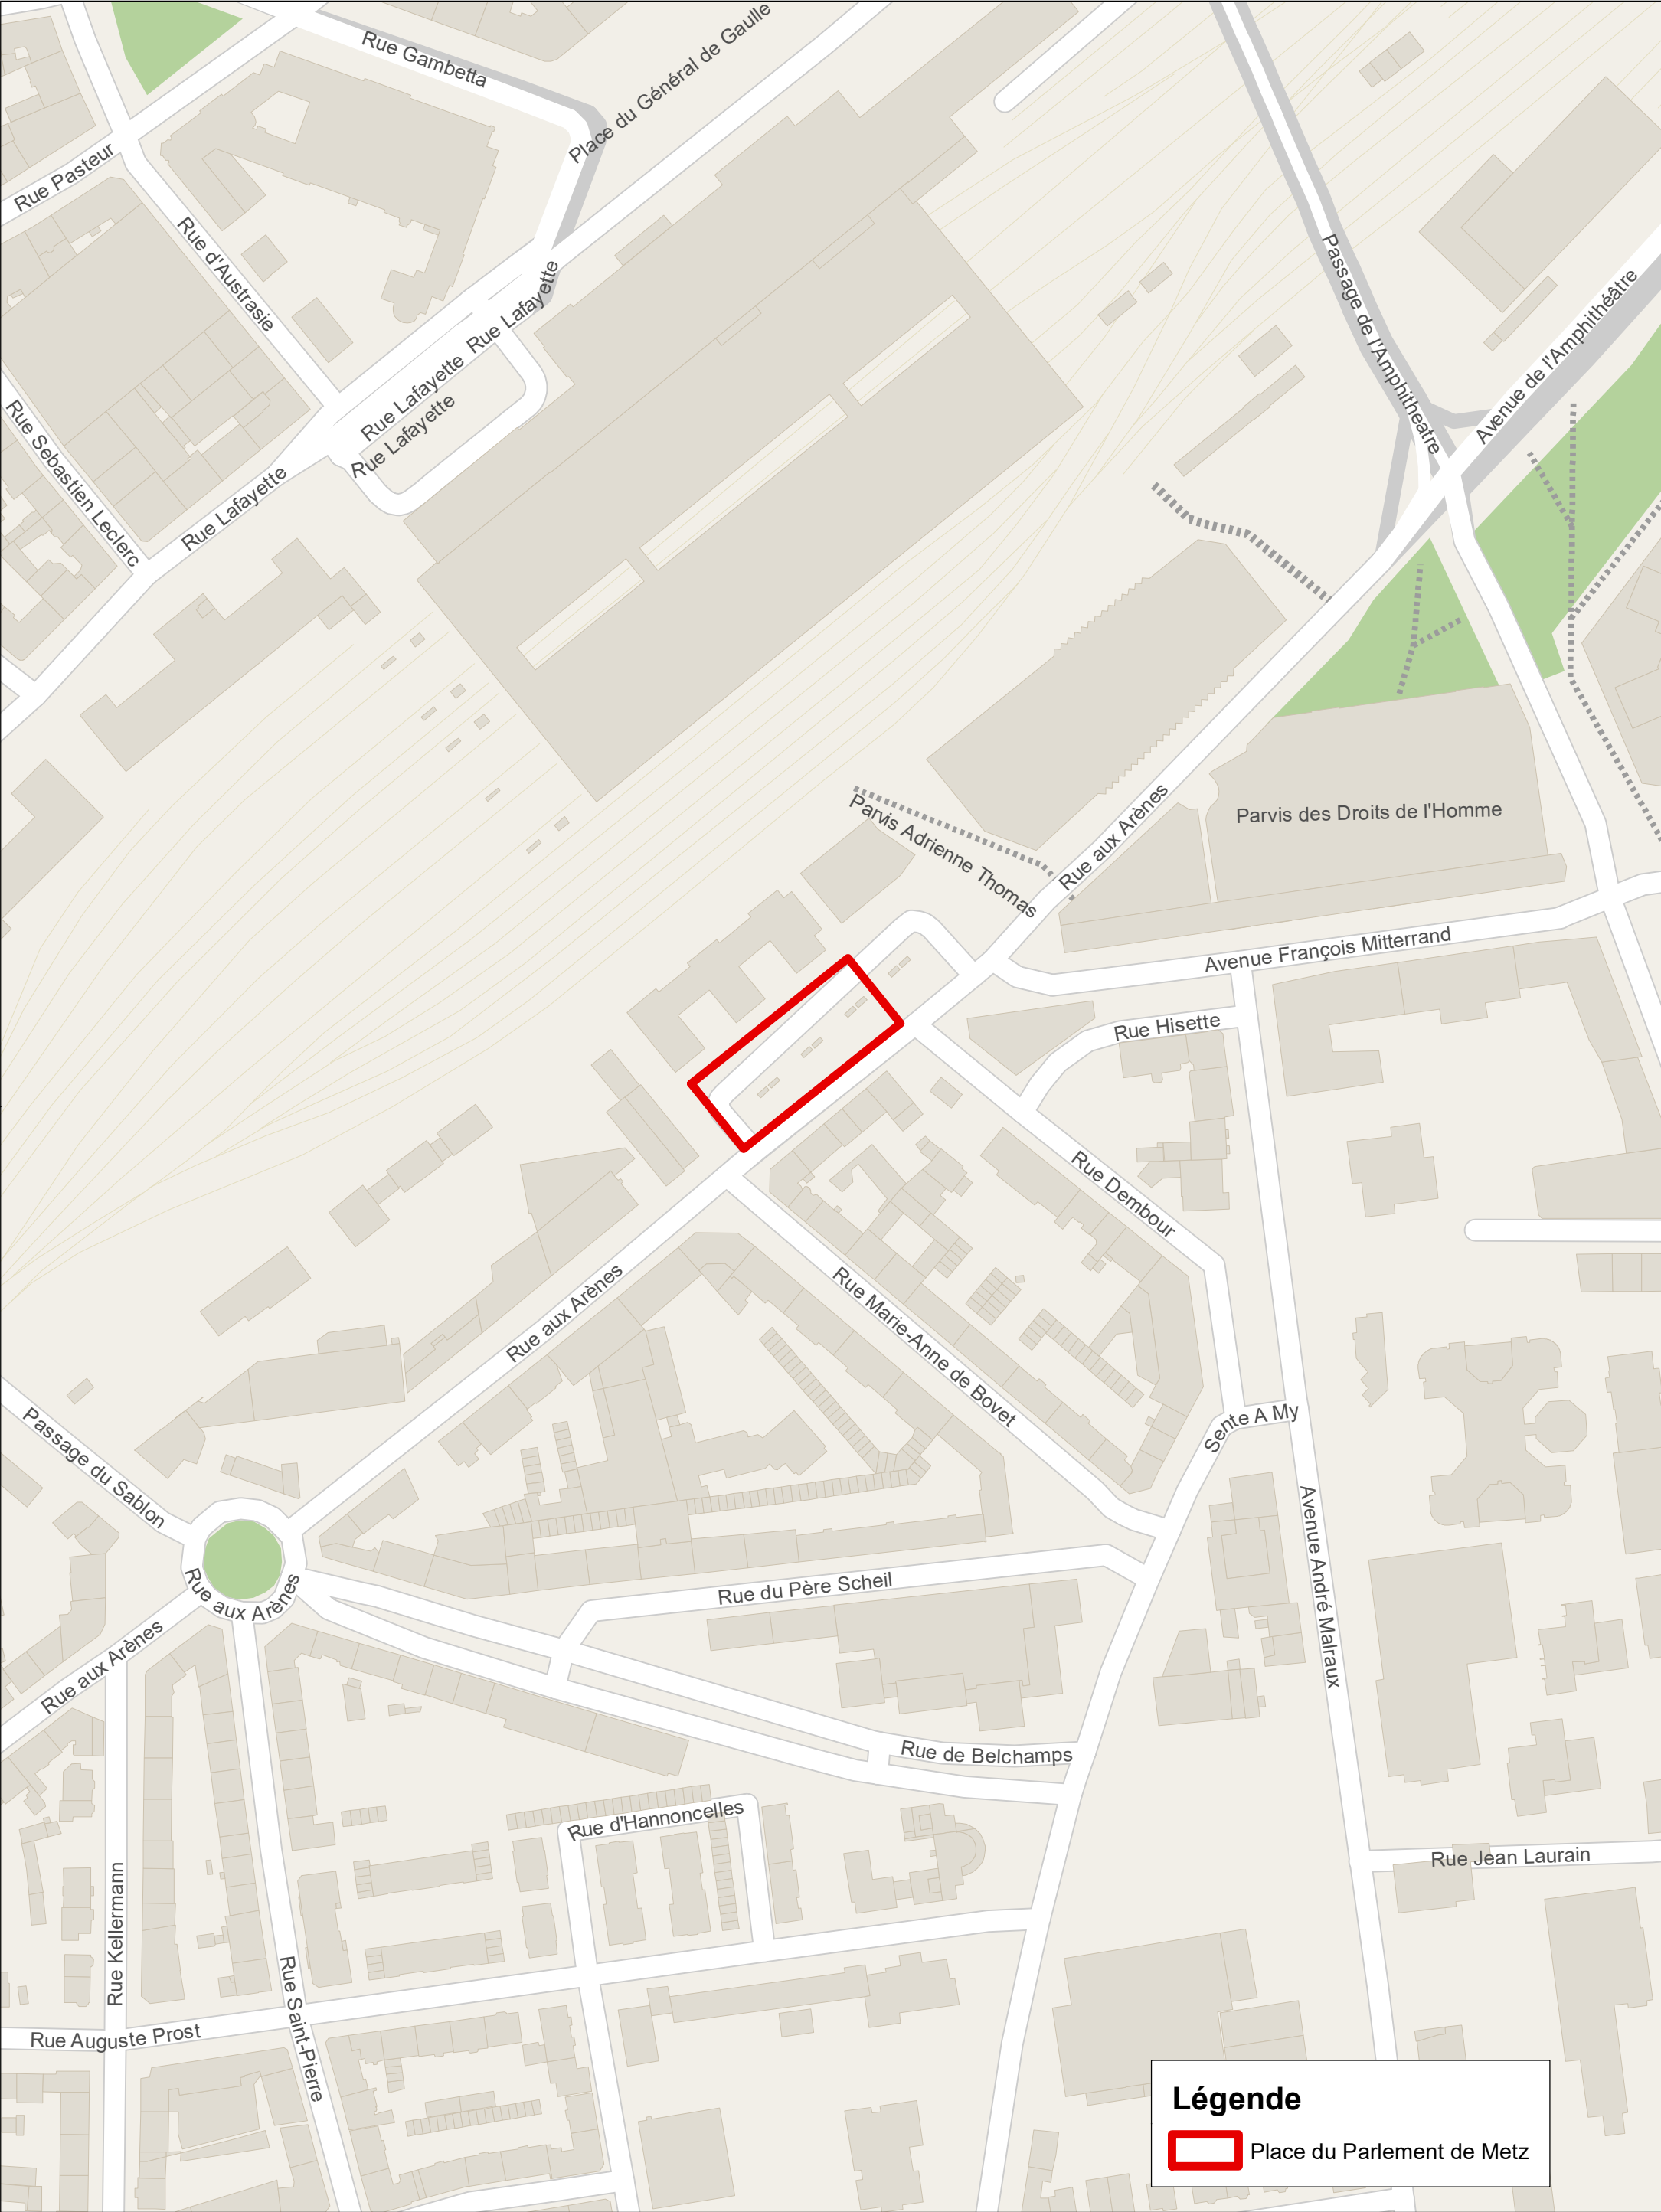 Rue Gambetta
Place du Général de Gaulle
Rue Pasteur
Rue d'Austrasie
Rue Lafayette
Rue Lafayette
Rue Lafayette
Rue Lafayette
Rue Sebastien Leclerc
Passage de l'Amphitheatre
Avenue de l'Amphithéâtre
Parvis des Droits de l'Homme
Parvis Adrienne Thomas
Rue aux Arènes
Avenue François Mitterrand
Rue Hisette
Rue Dembour
Rue Marie-Anne de Bovet
Rue aux Arènes
Sente A My
Passage du Sablon
Rue aux Arènes
Rue aux Arènes
Rue du Père Scheil
Avenue André Malraux
Rue de Belchamps
Rue d'Hannoncelles
Rue Jean Laurain
Rue Kellermann
Rue Saint-Pierre
Rue Auguste Prost
Légende
Place du Parlement de Metz